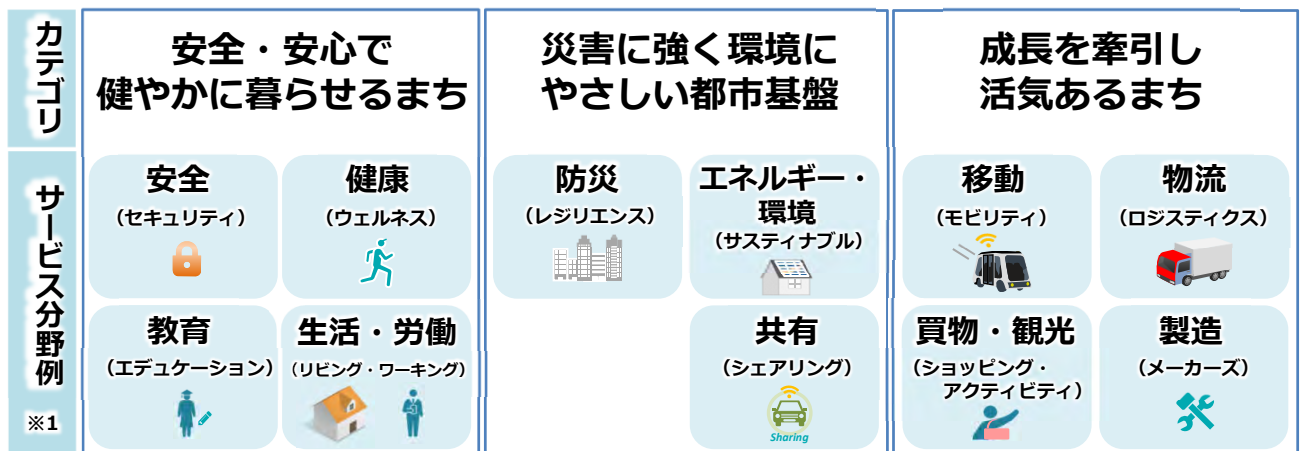 カテゴリ
安全・安心で
健やかに暮らせるまち
災害に強く環境に
やさしい都市基盤
成長を牽引し
活気あるまち
サービス分野例
※1
安全
（セキュリティ）
健康
（ウェルネス）
教育
（エデュケーション）
生活・労働
（リビング・ワーキング）
防災
（レジリエンス）
エネルギー・
環境
（サスティナブル）
共有
（シェアリング）
Sharing
移動
（モビリティ）
物流
（ロジスティクス）
買物・観光
（ショッピング・
アクティビティ）
製造
（メーカーズ）